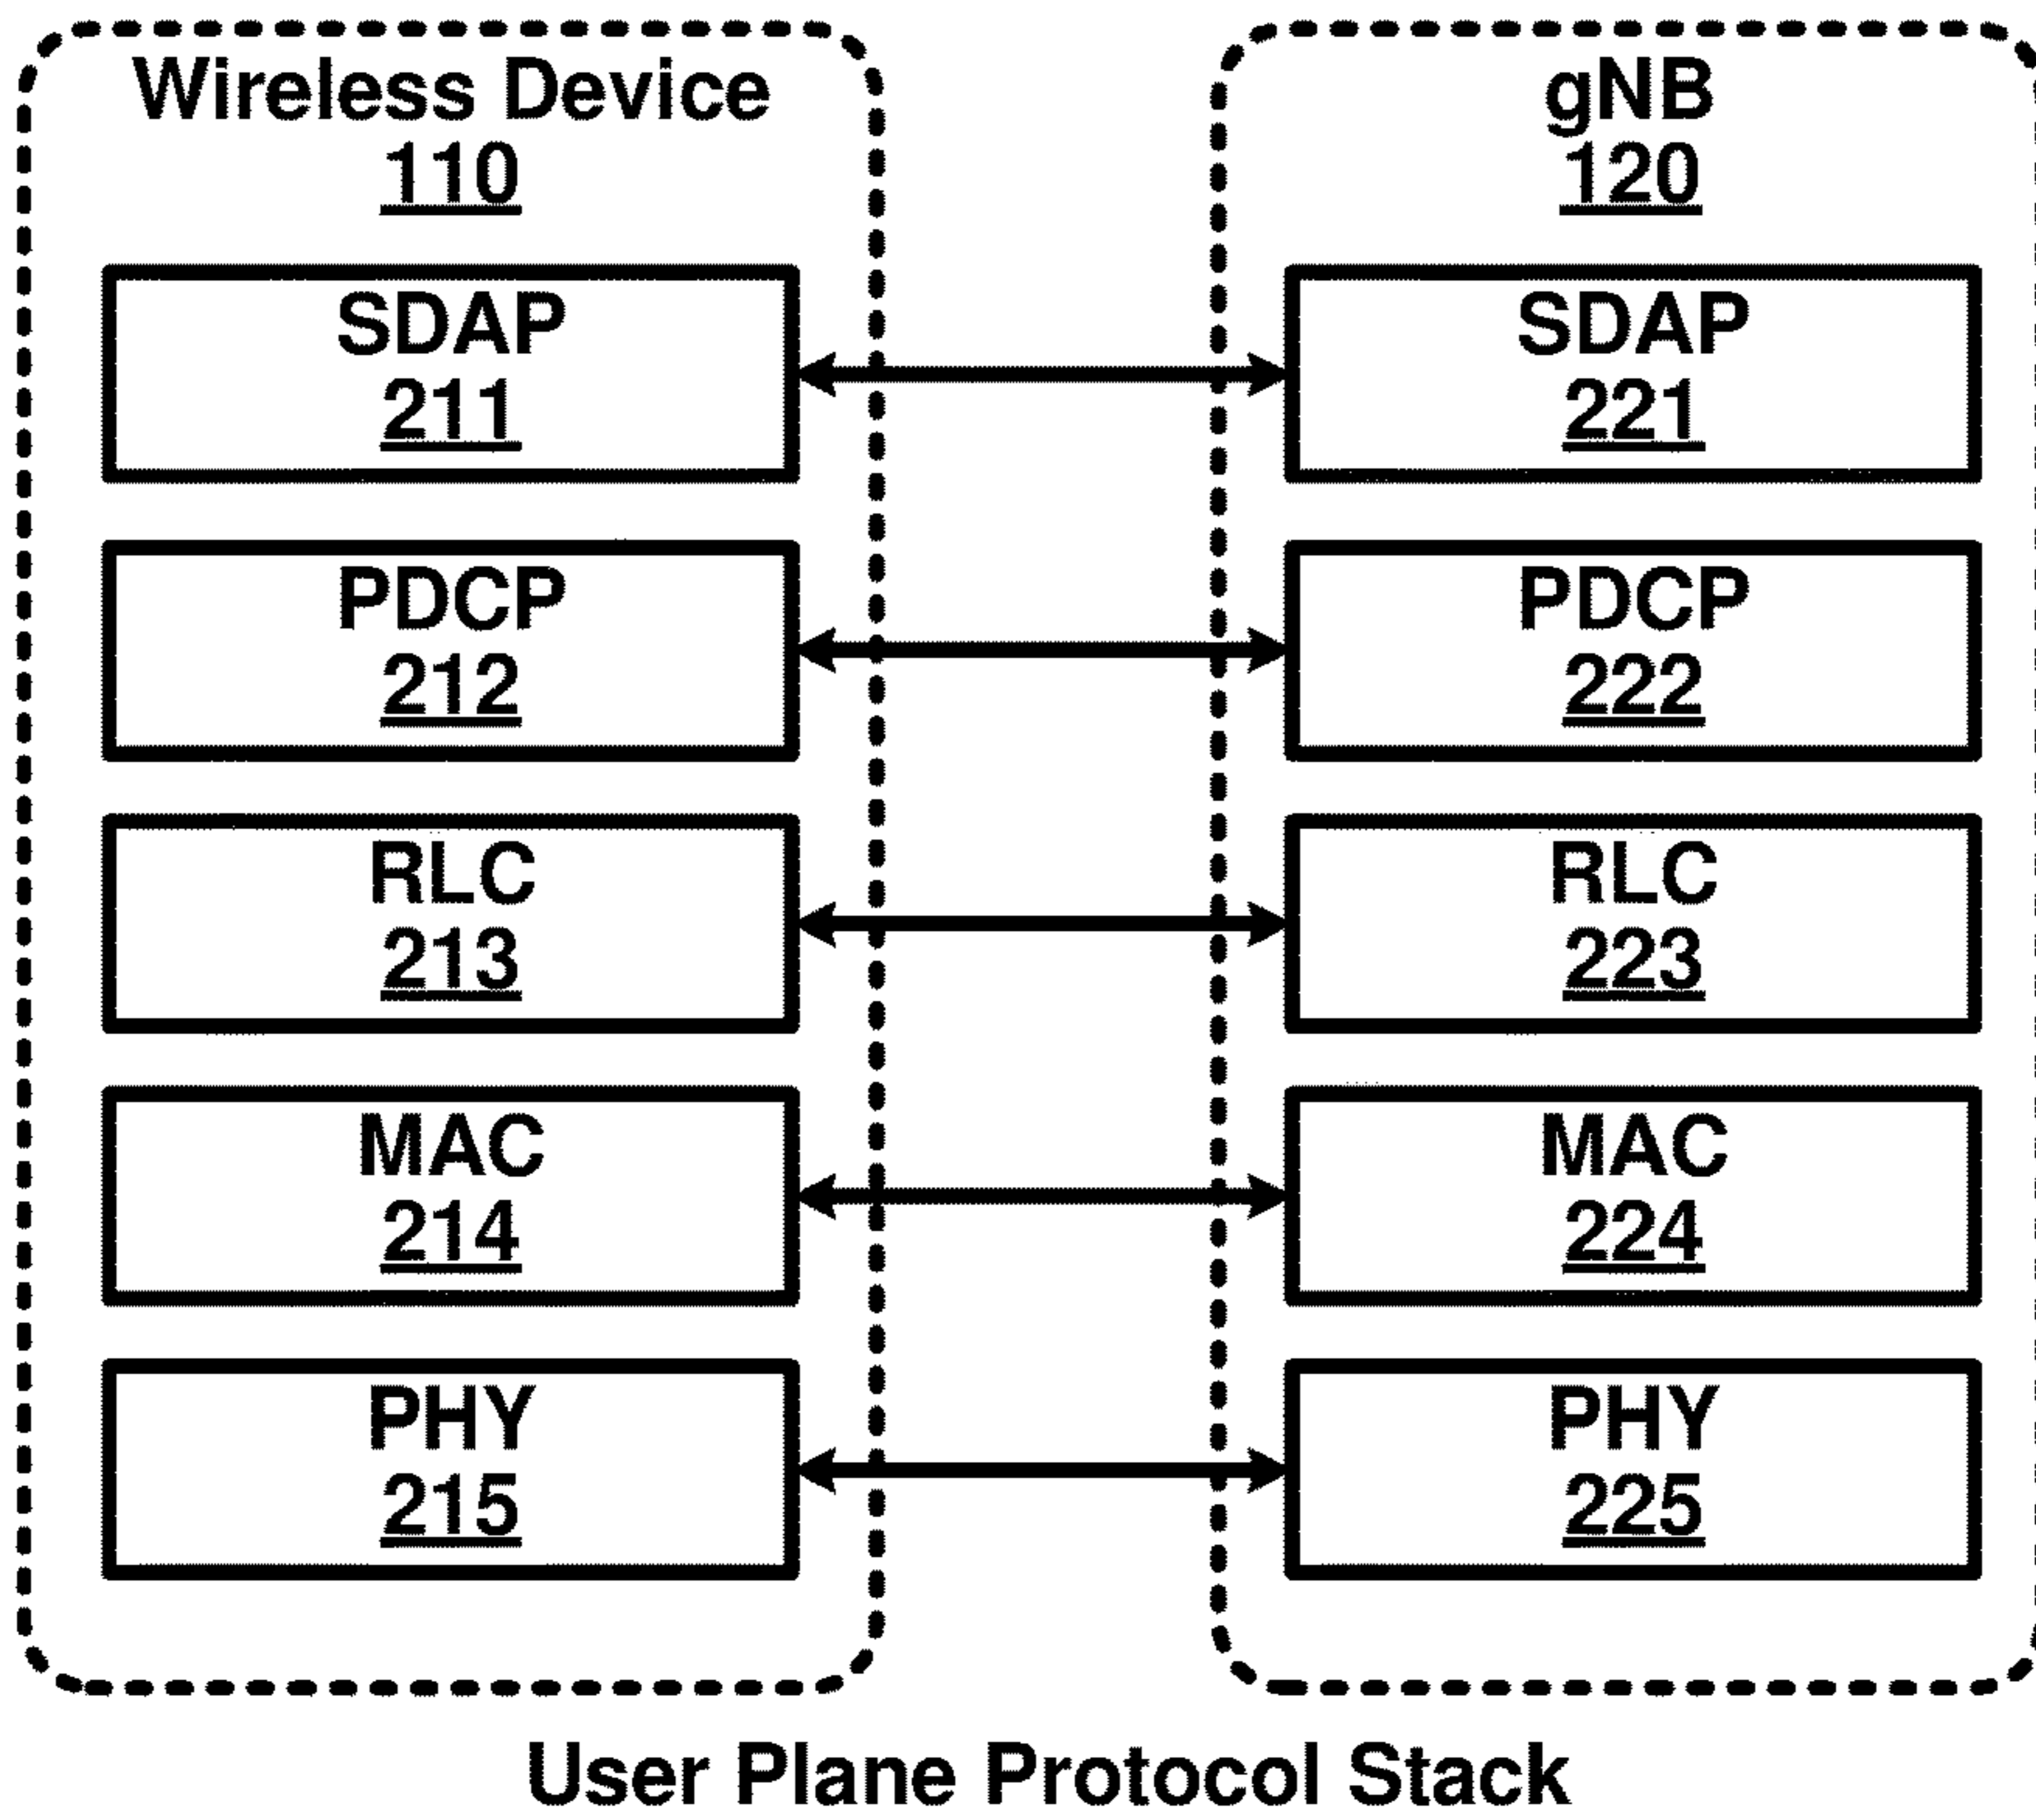 Wireless Device
110
SDAP
211
PDCP
212
RLC
213
MAC
214
PHY
215
gNB
120
SDAP
221
PDCP
222
RLC
223
MAC
224
PHY
225
User Plane Protocol Stack